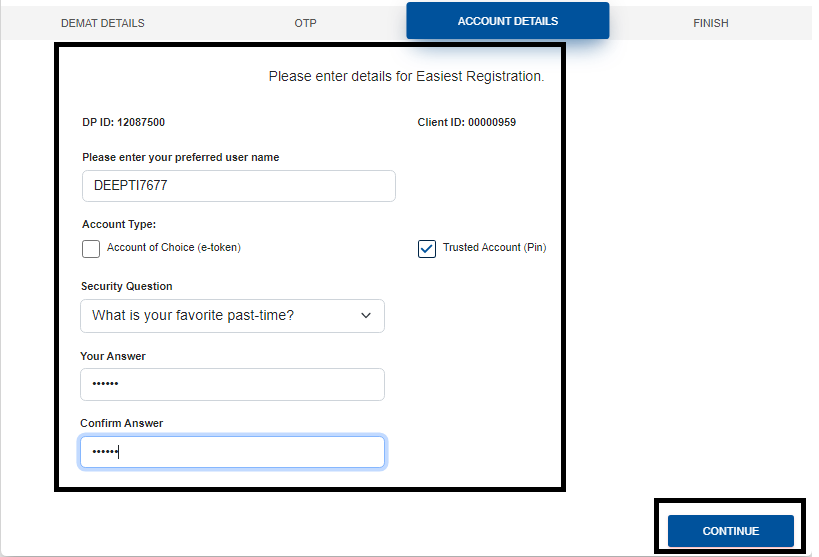 DEMAT DETAILS OTP ACCOUNT DETAILS FINISH
Please enter details for Easiest Registration.
DP ID: 12087500 Client ID: 00000959
Please enter your preferred user name
DEEPTI7677
Account Type:
Account of Choice (e-token) Trusted Account (Pin)
Security Question
What is your favorite past-time?
Your Answer
••••••
Confirm Answer
••••••
CONTINUE